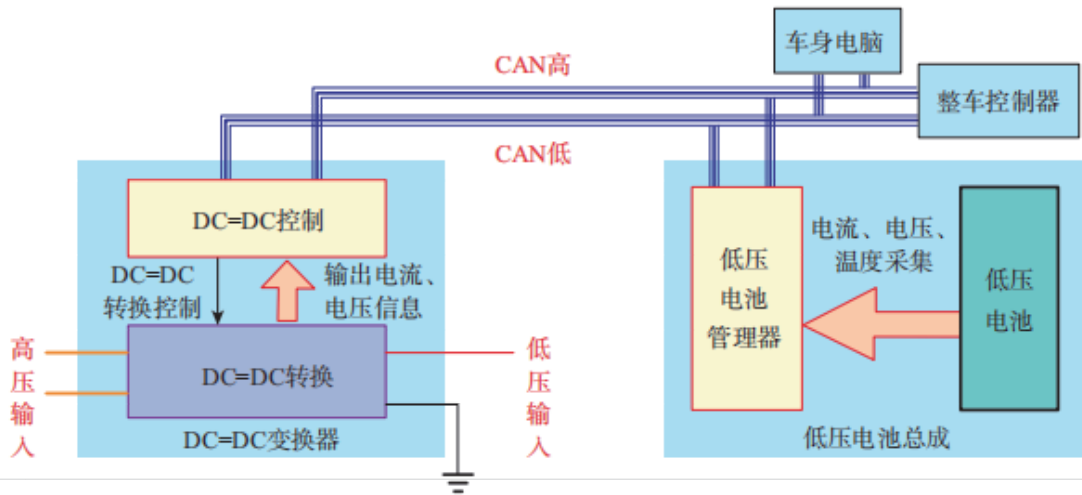 车身电脑
CAN高
整车控制器
CAN低
DC=DC控制
DC=DC
转换控制
输出电流、
电压信息
高
压
输
入
DC=DC转换
低
压
输
入
DC=DC变换器
低压
电池
管理器
电流、电压、
温度采集
低压
电池
低压电池总成